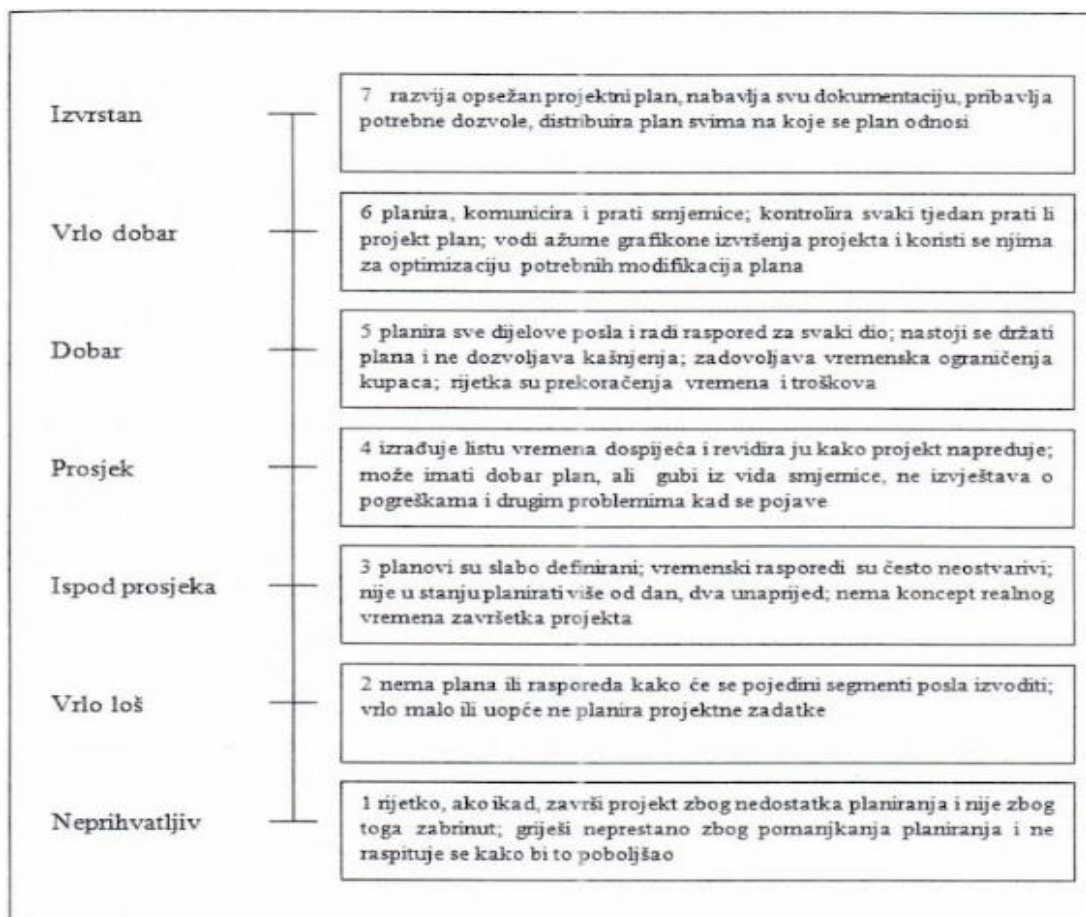 Izvrstan
7 razvija opsežan projektni plan, nabavlja svu dokumentaciju, pribavlja
potrebne dozvole, distribuira plan svima na koje se plan odnosi
Vrlo dobar
6 planira, komunicira i prati smjernice; kontrolira svaki tjedan prati li
projekt plan; vodi ažurne grafikone izvršenja projekta i koristi se njima
za optimizaciju potrebnih modifikacija plana
Dobar
5 planira sve dijelove posla i radi raspored za svaki dio; nastoji se držati
plana i ne dozvoljava kašnjenja; zadovoljava vremenska ograničenja
kupaca; rijetka su prekoračenja vremena i troškova
Prosjek
4 izrađuje listu vremena dospijeća i revidira ju kako projekt napreduje;
može imati dobar plan, ali gubi iz vida smjernice, ne izvještava o
pogreškama i drugim problemima kad se pojave
Ispod prosjeka
3 planovi su slabo definirani; vremenski rasporedi su često neostvarivi;
nije u stanju planirati više od dan, dva unaprijed; nema koncept realnog
vremena završetka projekta
Vrlo loš
2 nema plana ili rasporeda kako će se pojedini segmenti posla izvoditi;
vrlo malo ili uopće ne planira projektne zadatke
Neprihvatljiv
1 rijetko, ako ikad, završi projekt zbog nedostatka planiranja i nije zbog
toga zabrinut; griješi neprestano zbog pomanjkanja planiranja i ne
raspituje se kako bi to poboljšao